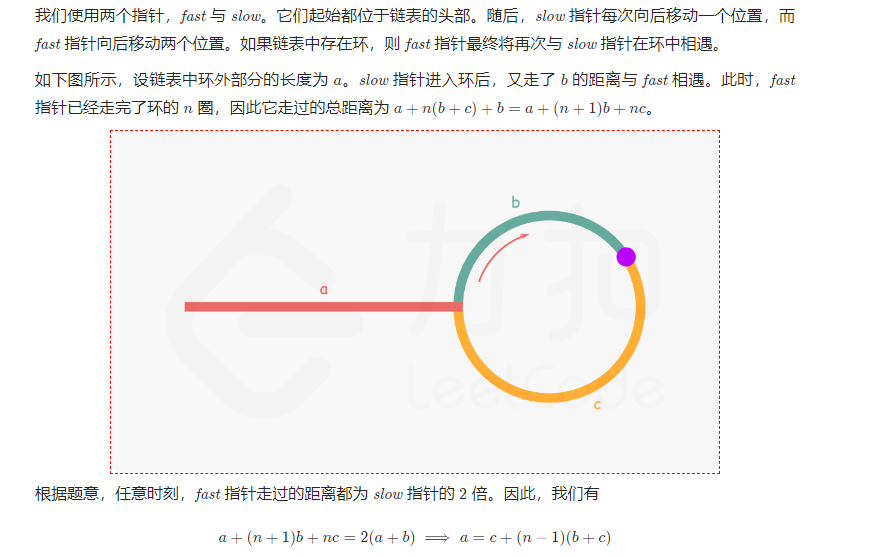 我们使用两个指针，fast 与 slow。它们起始都位于链表的头部。随后，slow 指针每次向后移动一个位置，而
fast 指针向后移动两个位置。如果链表中存在环，则 fast 指针最终将再次与 slow 指针在环中相遇。
如下图所示，设链表中环外部分的长度为 a。slow 指针进入环后，又走了 b 的距离与 fast 相遇。此时，fast
指针已经走完了环的 n 圈，因此它走过的总距离为 a + n(b + c) + b = a + (n + 1)b + nc。
b
a
力扣
LeetCode
c
根据题意，任意时刻，fast 指针走过的距离都为 slow 指针的 2 倍。因此，我们有
a + (n + 1)b + nc = 2(a + b) ⟹ a = c + (n − 1)(b + c)